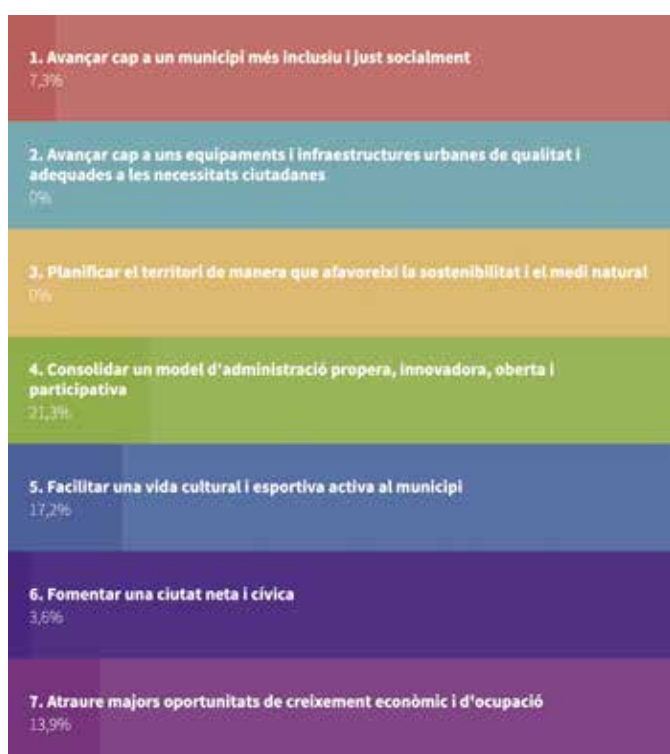 1. Avançar cap a un municipi més inclusiu i just socialment
7,3%
2. Avançar cap a uns equipaments i infraestructures urbanes de qualitat i
adequades a les necessitats ciutadanes
0%
3. Planificar el territori de manera que afavoreixi la sostenibilitat i el medi natural
0%
4. Consolidar un model d'administració propera, innovadora, oberta i
participativa
21,3%
5. Facilitar una vida cultural i esportiva activa al municipi
17,2%
6. Fomentar una ciutat neta i cívica
3,6%
7. Atraure majors oportunitats de creixement econòmic i d'ocupació
13,9%